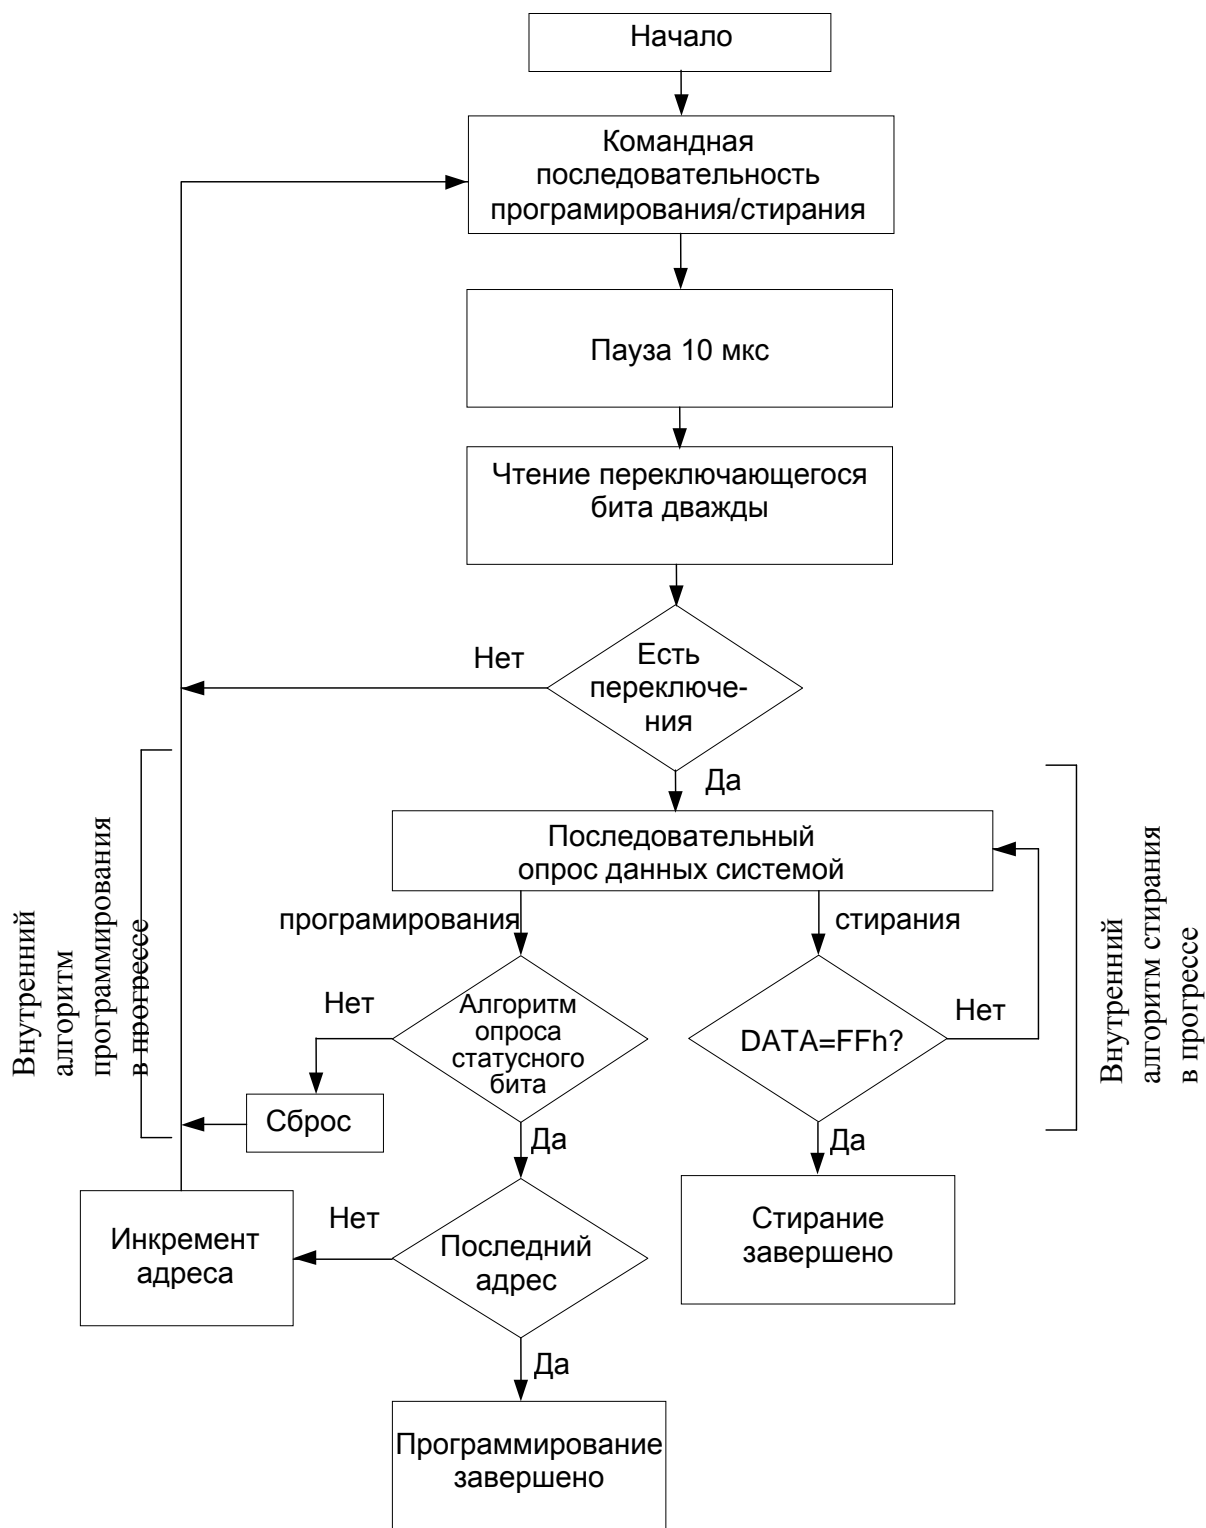 Начало
Командная
последовательность
програмирования/стирания
Пауза 10 мкс
Чтение переключающегося
бита дважды
Нет
Есть
переключе-
ния
Да
Последовательный
опрос данных системой
програмирования
стирания
Внутренний
алгоритм
программирования
в прогрессе
Нет
Алгоритм
опроса
статусного
бита
DATA=FFh?
Нет
Внутренний
алгоритм стирания
в прогрессе
Сброс
Да
Да
Инкремент
адреса
Нет
Последний
адрес
Стирание
завершено
Да
Программирование
завершено